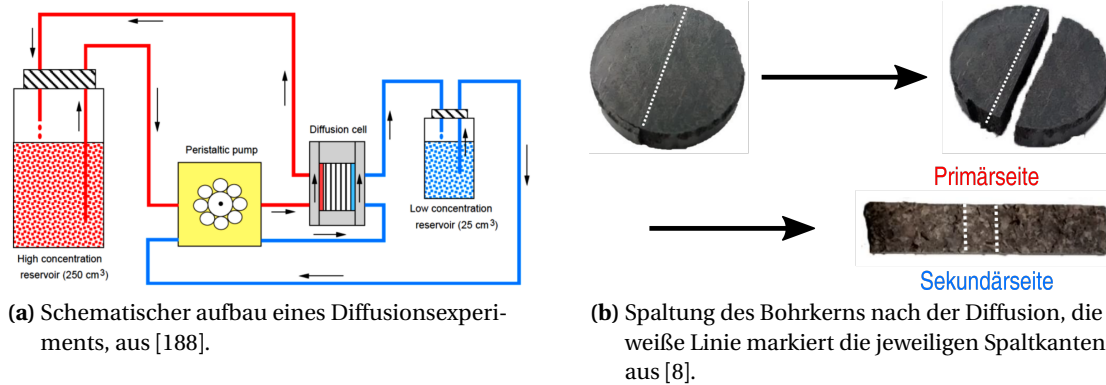 Peristaltic pump
Diffusion cell
High concentration
reservoir (250 cm³)
Low concentration
reservoir (25 cm³)
Primärseite
Sekundärseite
(a) Schematischer aufbau eines Diffusionsexperi-
ments, aus [188].
(b) Spaltung des Bohrkerns nach der Diffusion, die
weiße Linie markiert die jeweiligen Spaltkanten
aus [8].